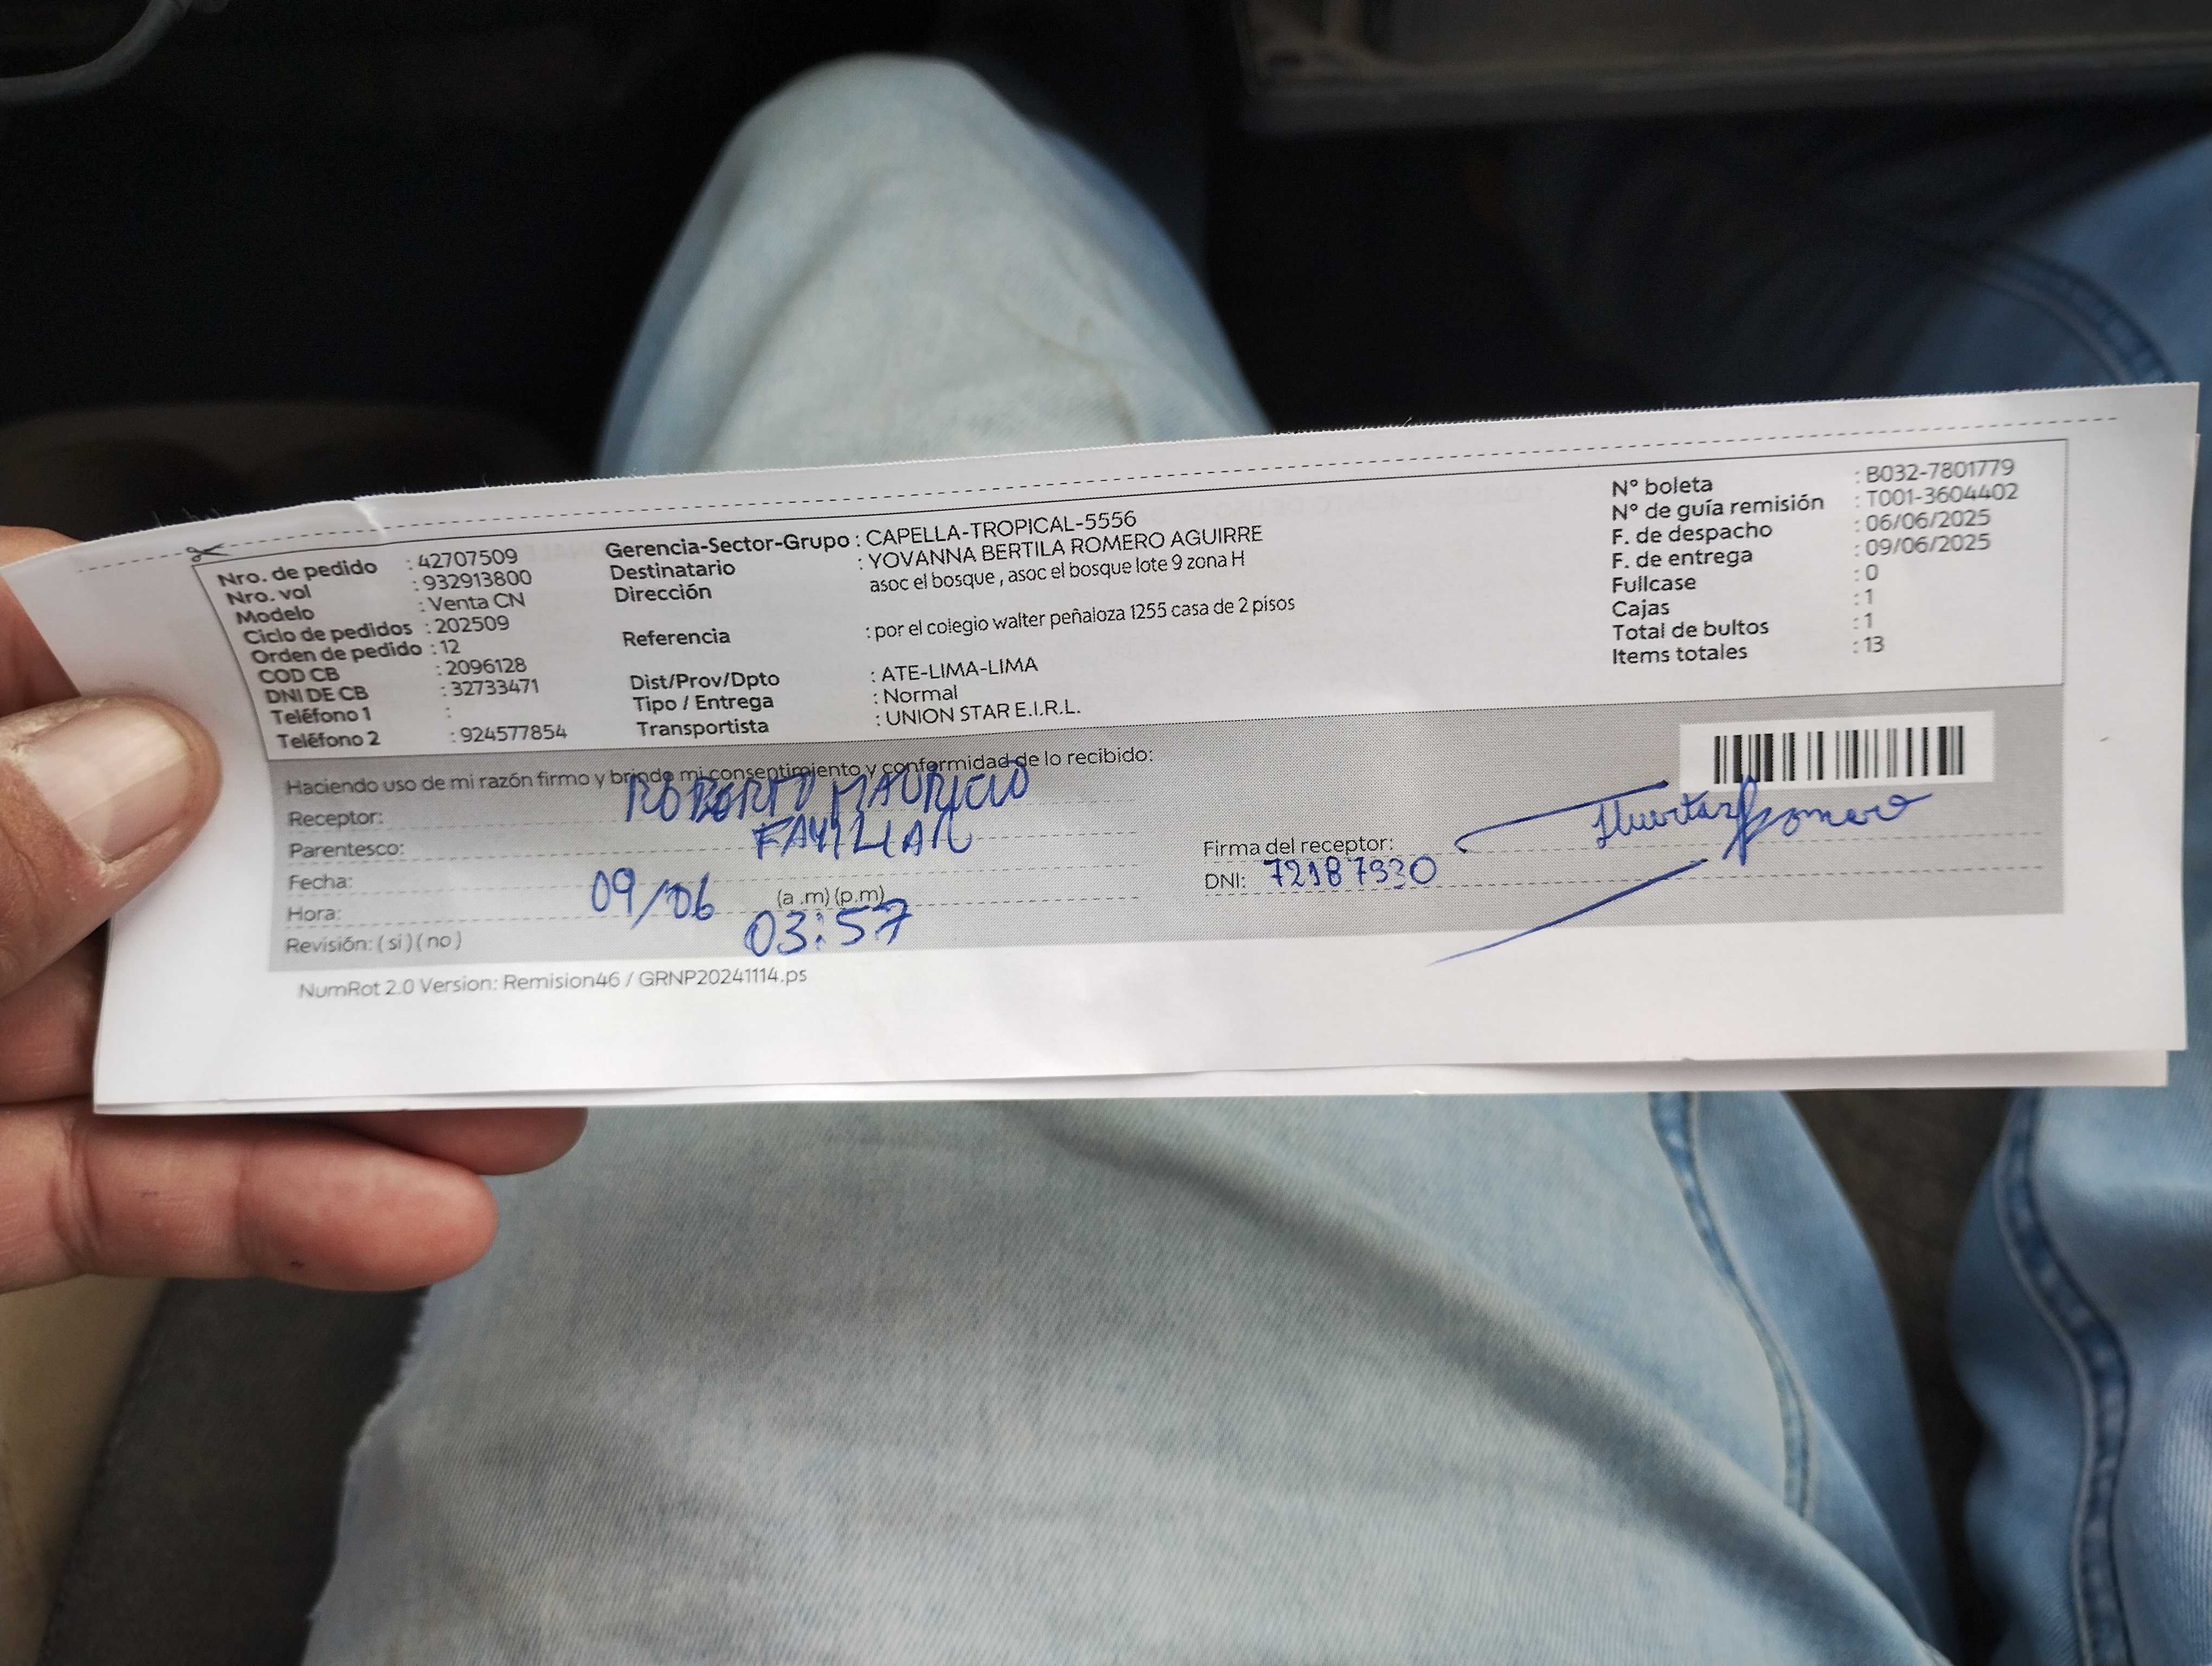 Nro. de pedido : 42707509
Nro. vol : 932913800
Modelo : Venta CN
Ciclo de pedidos : 202509
Orden de pedido : 12
COD CB : 2096128
DNI DE CB : 32733471
Teléfono 1 :
Teléfono 2 : 924577854
Gerencia-Sector-Grupo : CAPELLA-TROPICAL-5556
Destinatario : YOVANNA BERTILA ROMERO AGUIRRE
Dirección asoc el bosque , asoc el bosque lote 9 zona H
Referencia : por el colegio walter peñaloza 1255 casa de 2 pisos
Dist/Prov/Dpto : ATE-LIMA-LIMA
Tipo / Entrega : Normal
Transportista : UNION STAR E.I.R.L.
N° boleta : B032-7801779
N° de guía remisión : T001-3604402
F. de despacho : 06/06/2025
F. de entrega : 09/06/2025
Fullcase : 0
Cajas : 1
Total de bultos : 1
Items totales : 13
Haciendo uso de mi razón firmo y brindo mi consentimiento y conformidad de lo recibido:
Receptor: ROBERTO MAURICIO
Parentesco: FAMILIAR
Fecha: 09/06
Hora: (a .m) (p.m) 03:57
Revisión: ( si ) ( no )
Firma del receptor: Huertas Romero
DNI: 72187930
NumRot 2.0 Version: Remision46 / GRNP20241114.ps